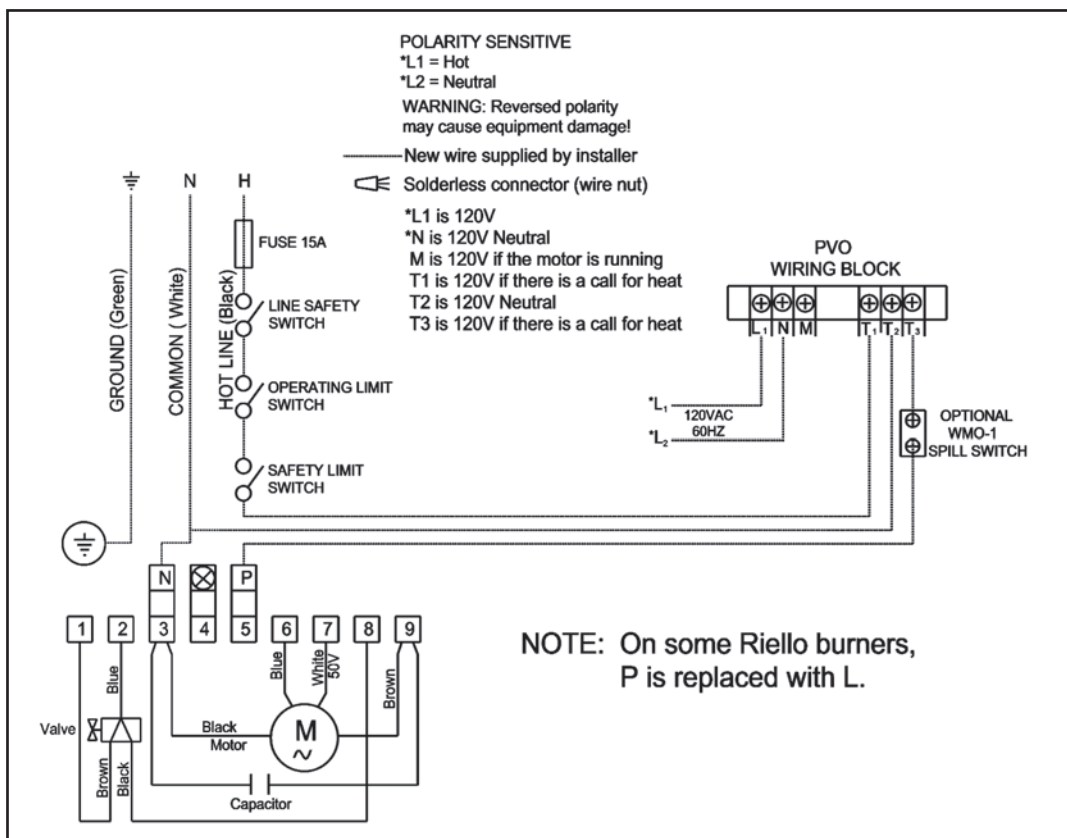 POLARITY SENSITIVE
*L1 = Hot
*L2 = Neutral
WARNING: Reversed polarity
may cause equipment damage!
New wire supplied by installer
Solderless connector (wire nut)
*L1 is 120V
*N is 120V Neutral
M is 120V if the motor is running
T1 is 120V if there is a call for heat
T2 is 120V Neutral
T3 is 120V if there is a call for heat
N
H
FUSE 15A
GROUND (Green)
COMMON ( White)
HOT LINE (Black)
LINE SAFETY
SWITCH
OPERATING LIMIT
SWITCH
SAFETY LIMIT
SWITCH
PVO
WIRING BLOCK
L1 N M T1 T2 T3
*L1
120VAC
60HZ
*L2
OPTIONAL
WMO-1
SPILL SWITCH
N
P
1 2 3 4 5 6 7 8 9
Blue
Blue
White
50V
Brown
Valve
Black
Motor
M
Brown
Black
Capacitor
NOTE: On some Riello burners,
P is replaced with L.